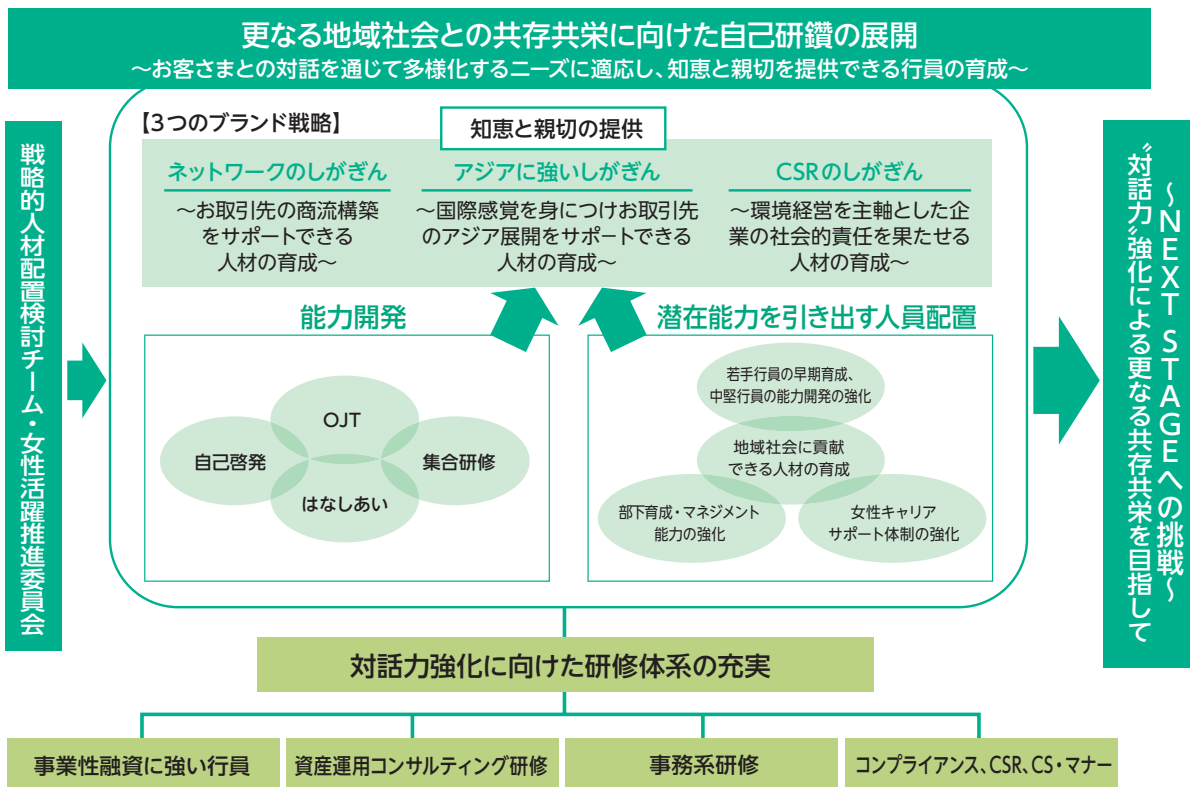 更なる地域社会との共存共栄に向けた自己研鑽の展開
～お客さまとの対話を通じて多様化するニーズに適応し、知恵と親切を提供できる行員の育成～
戦略的人材配置検討チーム・女性活躍推進委員会
【3つのブランド戦略】
知恵と親切の提供
ネットワークのしがぎん
～お取引先の商流構築
をサポートできる
人材の育成～
アジアに強いしがぎん
～国際感覚を身につけお取引先
のアジア展開をサポートできる
人材の育成～
CSRのしがぎん
～環境経営を主軸とした企
業の社会的責任を果たせる
人材の育成～
能力開発
OJT
自己啓発
集合研修
はなしあい
潜在能力を引き出す人員配置
若手行員の早期育成、
中堅行員の能力開発の強化
地域社会に貢献
できる人材の育成
部下育成・マネジメント
能力の強化
女性キャリア
サポート体制の強化
～NEXT STAGEへの挑戦～
〝対話力〟強化による更なる共存共栄を目指して
対話力強化に向けた研修体系の充実
事業性融資に強い行員
資産運用コンサルティング研修
事務系研修
コンプライアンス、CSR、CS・マナー